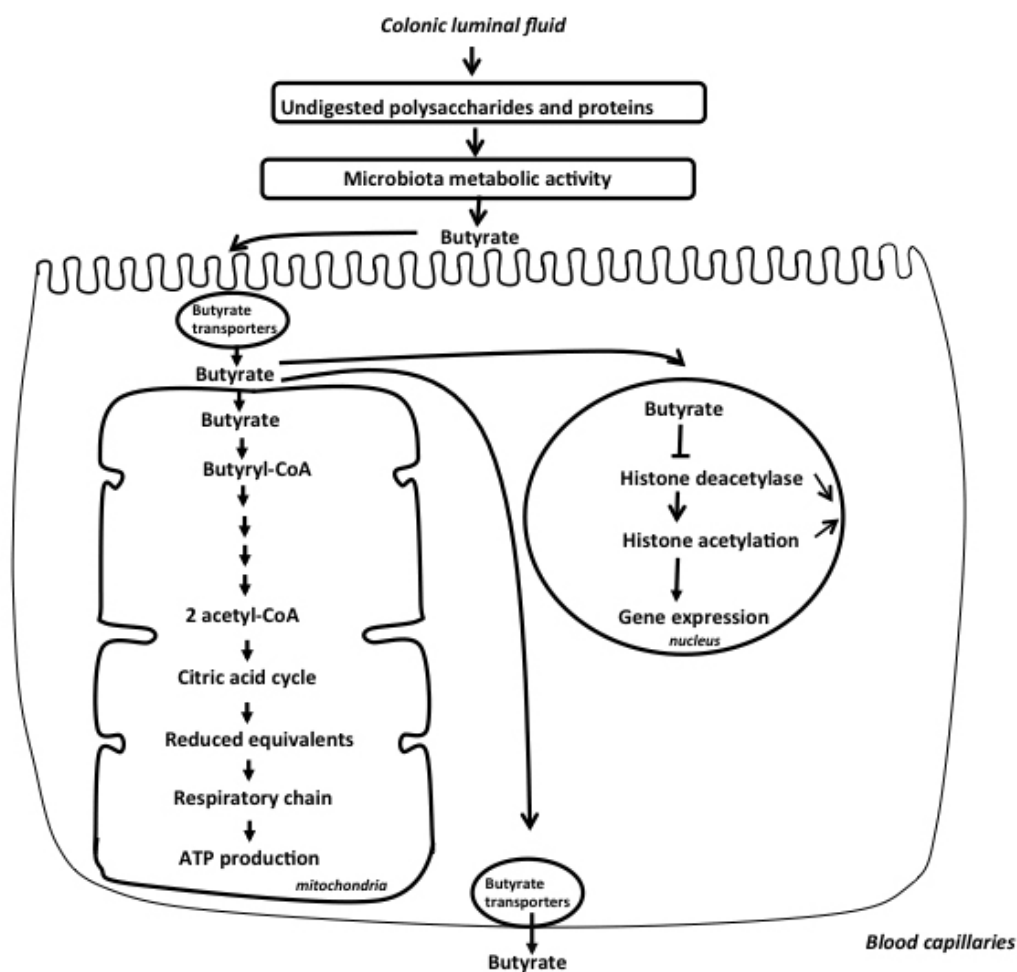 Colonic luminal fluid
Undigested polysaccharides and proteins
Microbiota metabolic activity
Butyrate
Butyrate
transporters
Butyrate
Butyrate
Butyryl-CoA
2 acetyl-CoA
Citric acid cycle
Reduced equivalents
Respiratory chain
ATP production
mitochondria
Butyrate
Histone deacetylase
Histone acetylation
Gene expression
nucleus
Butyrate
transporters
Butyrate
Blood capillaries